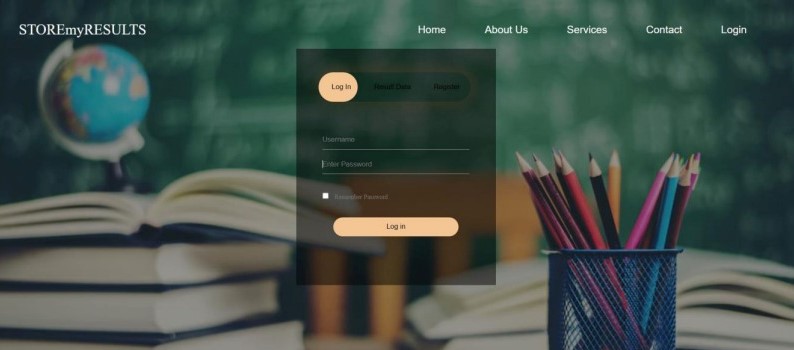 STOREmyRESULTS
Home About Us Services Contact Login
Log In Result Data Register
Username
Enter Password
Remember Password
Log in